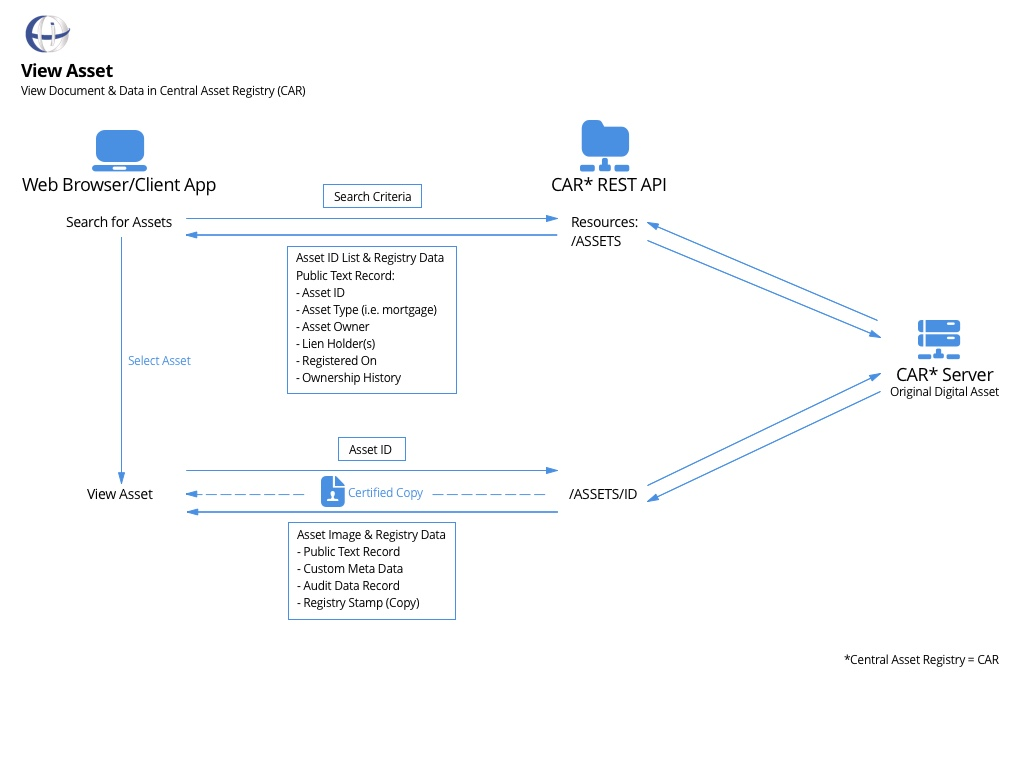 View Asset
View Document & Data in Central Asset Registry (CAR)
Web Browser/Client App
CAR* REST API
Search Criteria
Search for Assets
Resources:
/ASSETS
Asset ID List & Registry Data
Public Text Record:
- Asset ID
- Asset Type (i.e. mortgage)
- Asset Owner
- Lien Holder(s)
- Registered On
- Ownership History
Select Asset
CAR* Server
Original Digital Asset
Asset ID
View Asset
Certified Copy
/ASSETS/ID
Asset Image & Registry Data
- Public Text Record
- Custom Meta Data
- Audit Data Record
- Registry Stamp (Copy)
*Central Asset Registry = CAR